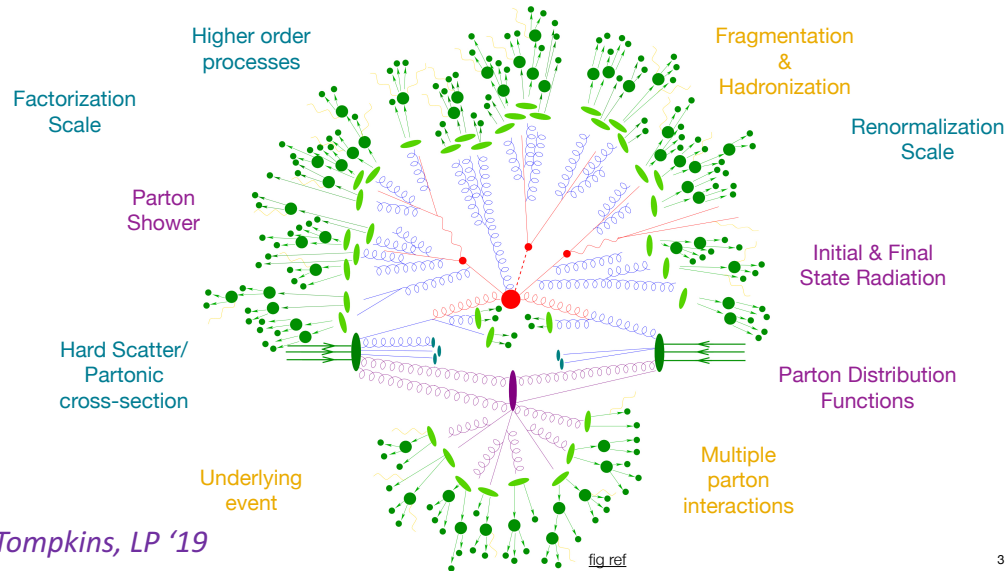 Higher order
processes
Fragmentation
&
Hadronization
Factorization
Scale
Renormalization
Scale
Parton
Shower
Initial & Final
State Radiation
Hard Scatter/
Partonic
cross-section
Parton Distribution
Functions
Underlying
event
Multiple
parton
interactions
Tompkins, LP ‘19
fig ref
3